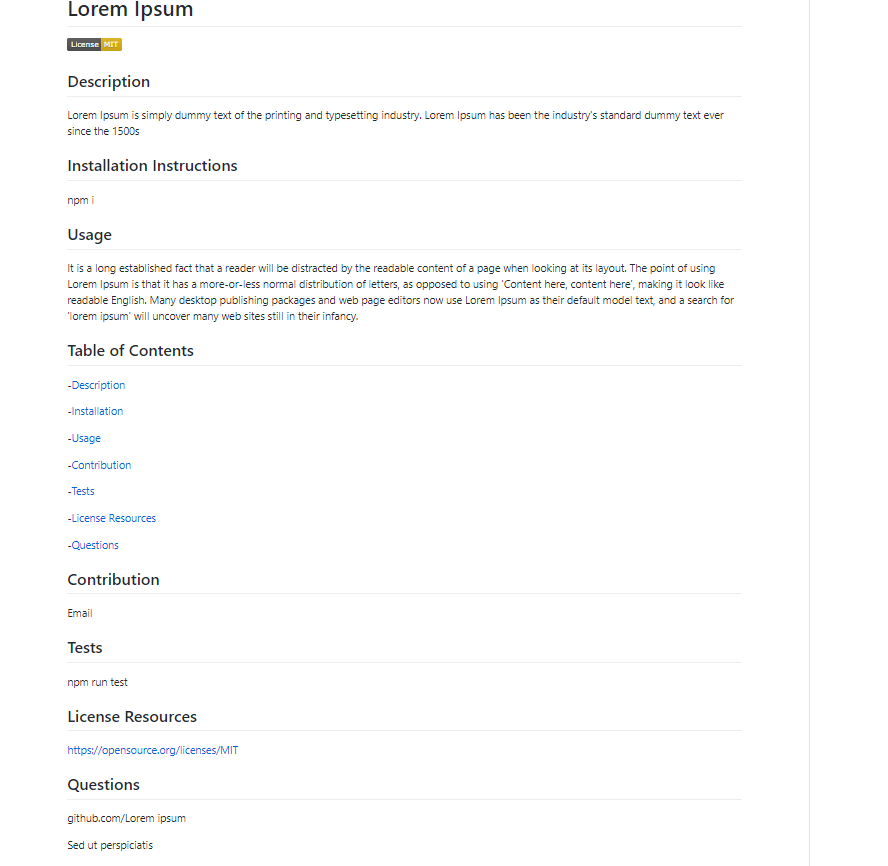 Lorem Ipsum
License MIT
Description
Lorem Ipsum is simply dummy text of the printing and typesetting industry. Lorem Ipsum has been the industry's standard dummy text ever
since the 1500s
Installation Instructions
npm i
Usage
It is a long established fact that a reader will be distracted by the readable content of a page when looking at its layout. The point of using
Lorem Ipsum is that it has a more-or-less normal distribution of letters, as opposed to using 'Content here, content here', making it look like
readable English. Many desktop publishing packages and web page editors now use Lorem Ipsum as their default model text, and a search for
'lorem ipsum' will uncover many web sites still in their infancy.
Table of Contents
-Description
-Installation
-Usage
-Contribution
-Tests
-License Resources
-Questions
Contribution
Email
Tests
npm run test
License Resources
https://opensource.org/licenses/MIT
Questions
github.com/Lorem ipsum
Sed ut perspiciatis